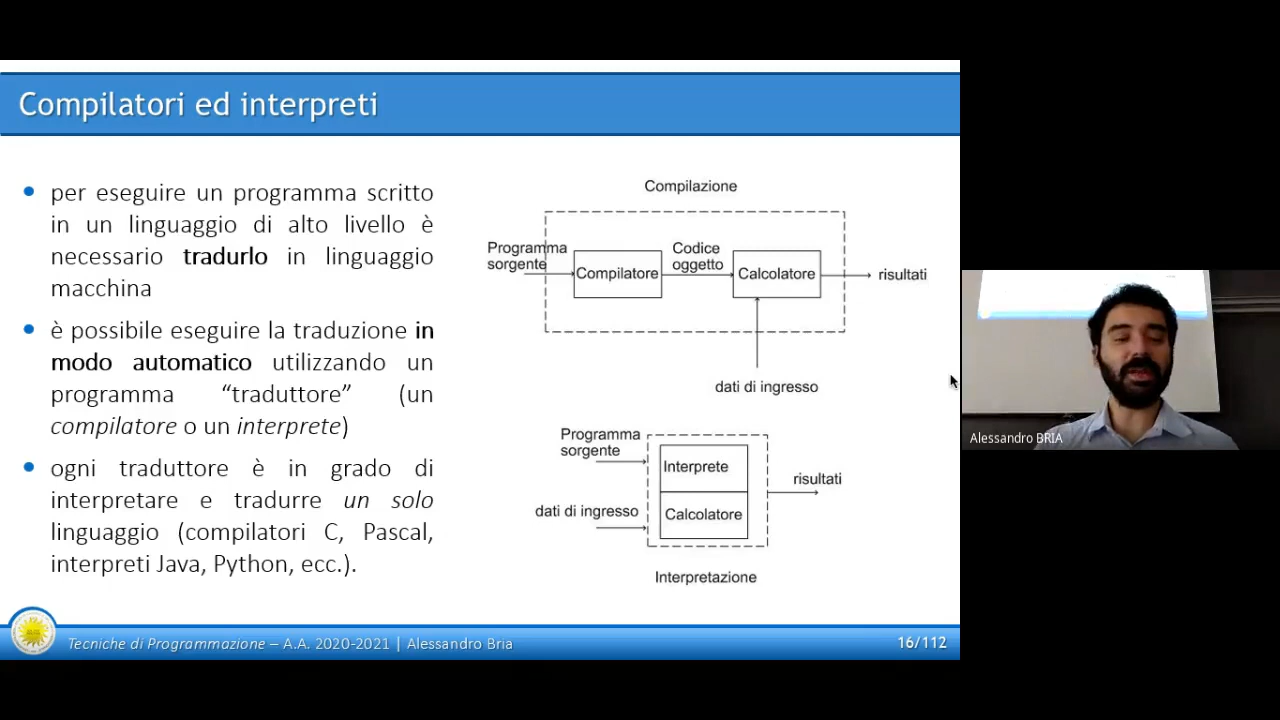 Compilatori ed interpreti
per eseguire un programma scritto
in un linguaggio di alto livello è
necessario tradurlo in linguaggio
macchina
è possibile eseguire la traduzione in
modo automatico utilizzando un
programma “traduttore” (un
compilatore o un interprete)
ogni traduttore è in grado di
interpretare e tradurre un solo
linguaggio (compilatori C, Pascal,
interpreti Java, Python, ecc.).
Compilazione
Programma
sorgente
Compilatore
Codice
oggetto
Calcolatore
risultati
dati di ingresso
Programma
sorgente
Interprete
dati di ingresso
Calcolatore
risultati
Interpretazione
Alessandro BRIA
Tecniche di Programmazione – A.A. 2020-2021 | Alessandro Bria
16/112